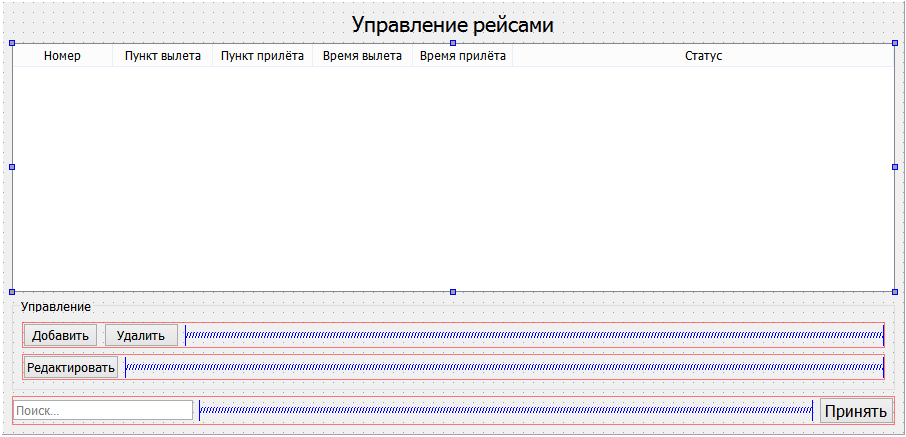 Управление рейсами
Номер Пункт вылета Пункт прилёта Время вылета Время прилёта Статус
Управление
Добавить Удалить
Редактировать
Поиск... Принять